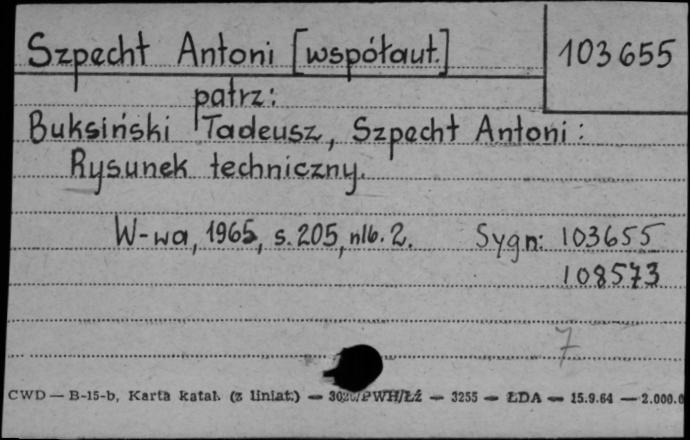 Szpecht Antoni [współaut.] 103655
patrz:
Buksiński Tadeusz, Szpecht Antoni:
Rysunek techniczny.
W-wa, 1965, s. 205, nlb. 2. Sygn: 103655
108573
7
CWD — B-15-b, Karta katal. (z liniat.) — PWH/Łź — 3255 — ŁDA — 15.9.64 — 2.000.0